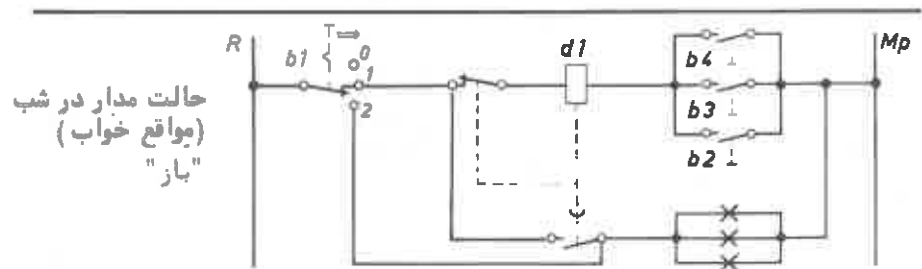 R
Mp
b1
T
0
1
2
d1
b4
b3
b2
حالت مدار در شب
(مواقع خواب)
"باز"